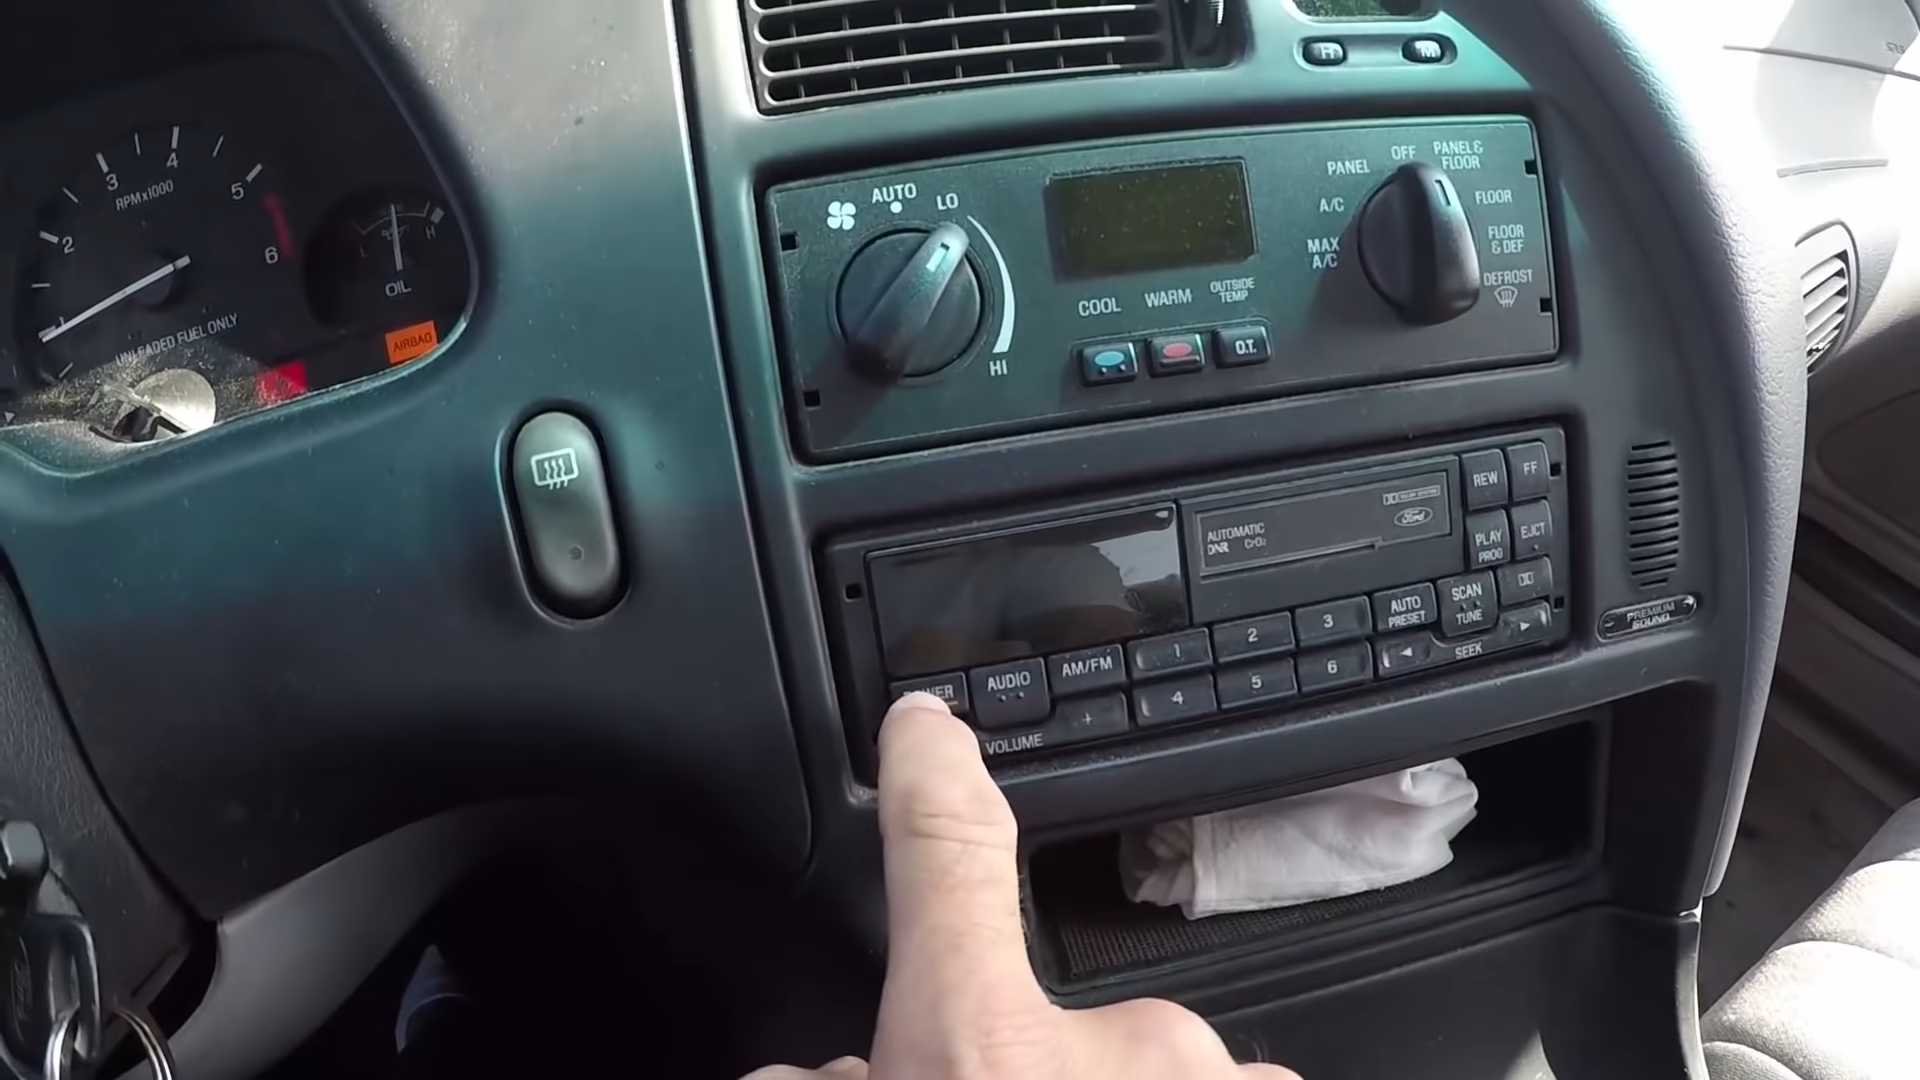 H M
4
3
5
RPMx1000
2
6
1
H
OIL
UNLEADED FUEL ONLY
AIRBAG
AUTO
LO
HI
COOL WARM OUTSIDE
TEMP
O.T.
OFF
PANEL
PANEL &
FLOOR
A/C
FLOOR
MAX
A/C
FLOOR
& DEF
DEFROST
AUTOMATIC
DNR CrO₂
Ford
REW FF
PLAY
PROG
EJCT
POWER AUDIO AM/FM 1 2 3
AUTO
PRESET
SCAN
TUNE
VOLUME + 4 5 6
SEEK
PREMIUM
SOUND